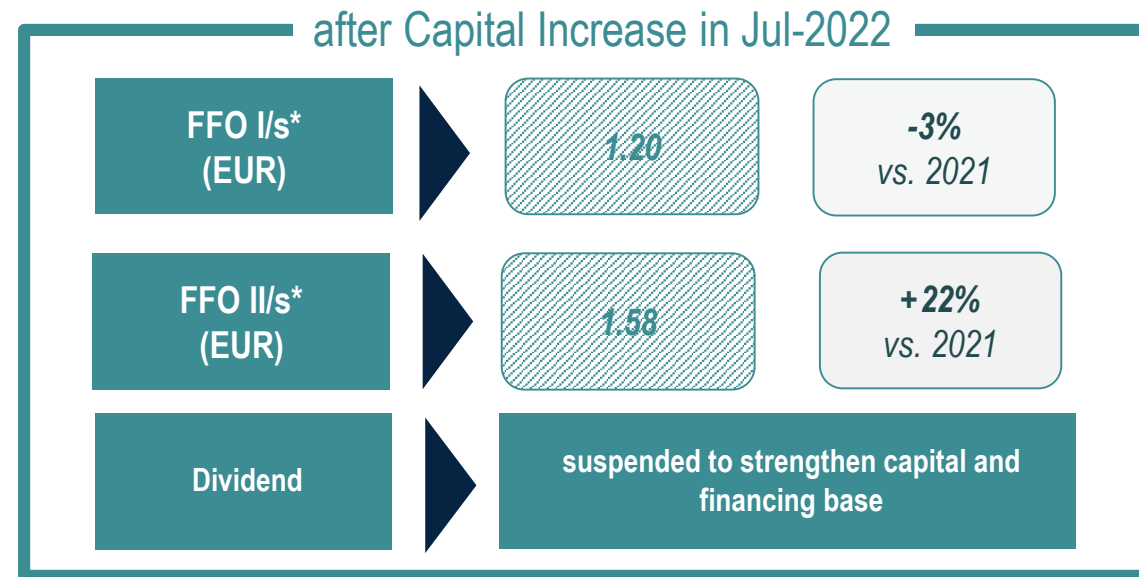 after Capital Increase in Jul-2022
FFO I/s*
(EUR)
1.20
-3%
vs. 2021
FFO II/s*
(EUR)
1.58
+22%
vs. 2021
Dividend
suspended to strengthen capital and
financing base